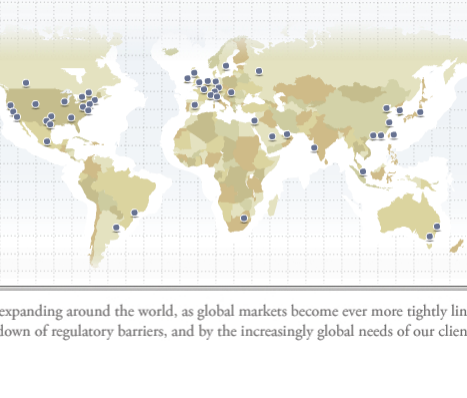 expanding around the world, as global markets become ever more tightly lin
down of regulatory barriers, and by the increasingly global needs of our clien